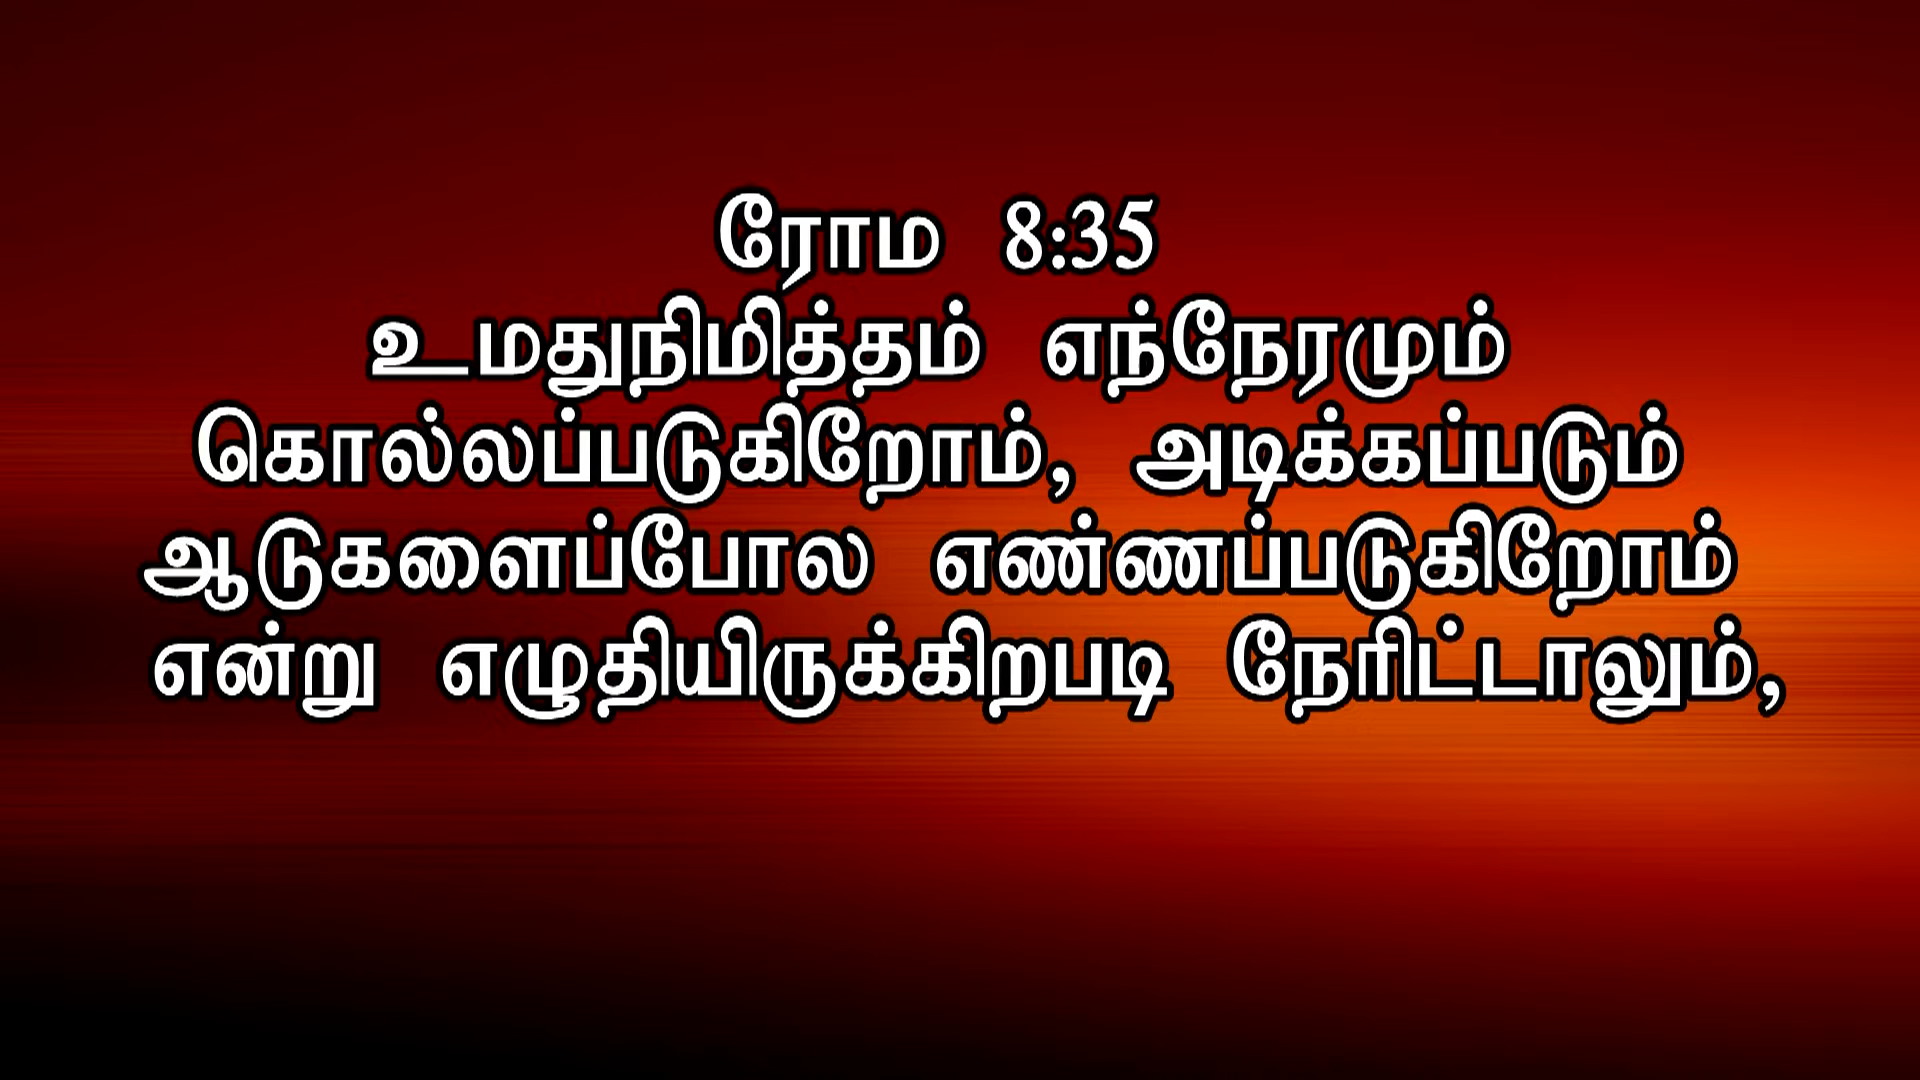 ரோம 8:35
உமதுநிமித்தம் எந்நேரமும்
கொல்லப்படுகிறோம், அடிக்கப்படும்
ஆடுகளைப்போல எண்ணப்படுகிறோம்
என்று எழுதியிருக்கிறபடி நேரிட்டாலும்,